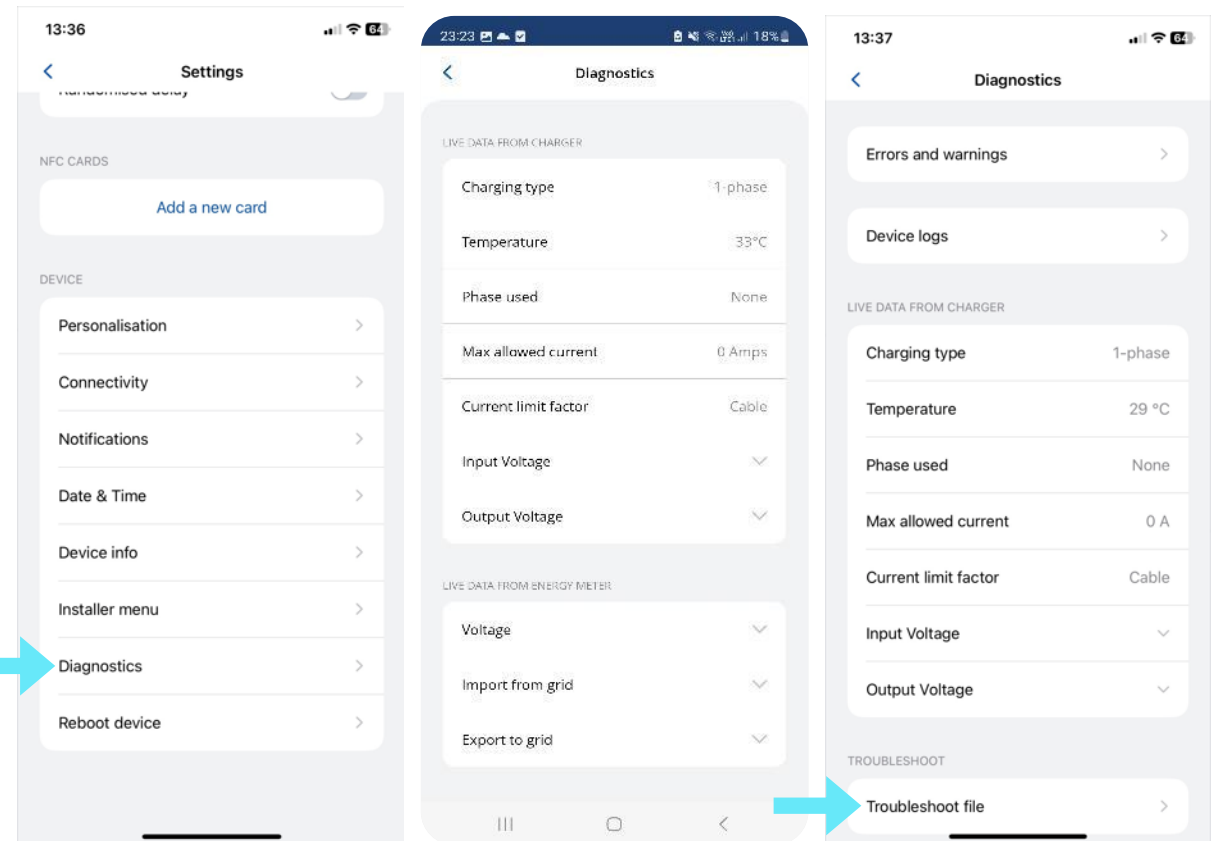 13:36
64
Settings
Randomised delay
NFC CARDS
Add a new card
DEVICE
Personalisation
Connectivity
Notifications
Date & Time
Device info
Installer menu
Diagnostics
Reboot device
23:23
18%
Diagnostics
LIVE DATA FROM CHARGER
Charging type 1-phase
Temperature 33°C
Phase used None
Max allowed current 0 Amps
Current limit factor Cable
Input Voltage
Output Voltage
LIVE DATA FROM ENERGY METER
Voltage
Import from grid
Export to grid
13:37
64
Diagnostics
Errors and warnings
Device logs
LIVE DATA FROM CHARGER
Charging type 1-phase
Temperature 29 °C
Phase used None
Max allowed current 0 A
Current limit factor Cable
Input Voltage
Output Voltage
TROUBLESHOOT
Troubleshoot file